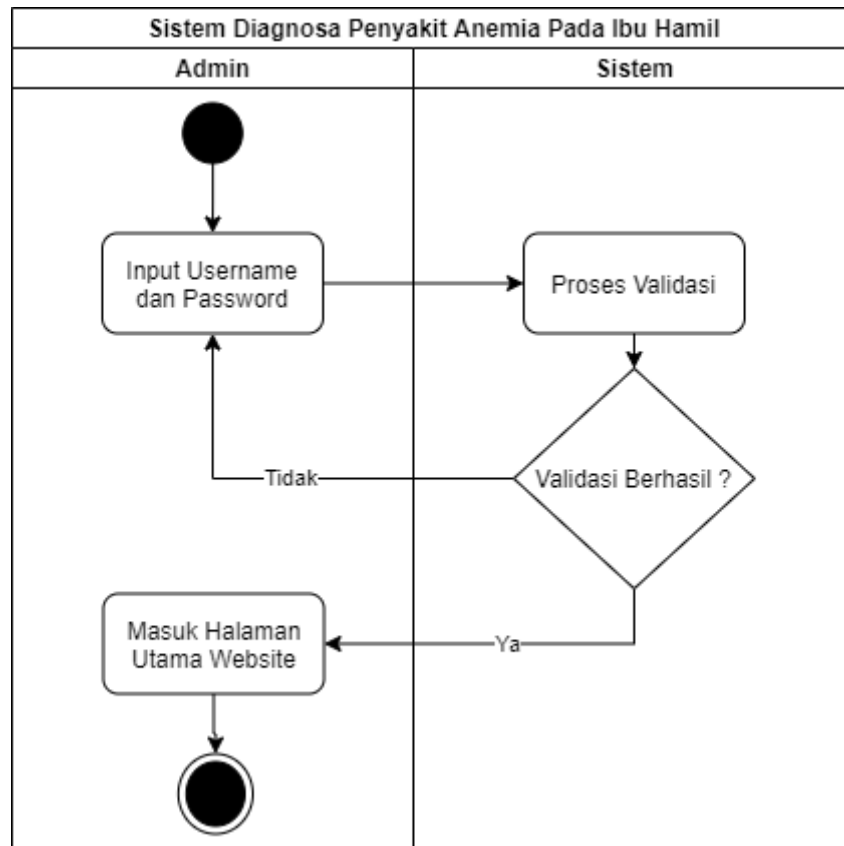 Sistem Diagnosa Penyakit Anemia Pada Ibu Hamil
Admin
Sistem
Input Username
dan Password
Proses Validasi
Validasi Berhasil ?
Tidak
Ya
Masuk Halaman
Utama Website